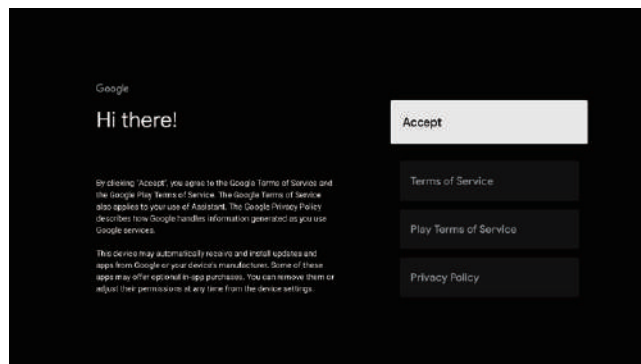 Google
Hi there!
By clicking "Accept", you agree to the Google Terms of Service and
the Google Play Terms of Service. The Google Terms of Service
also applies to your use of Assistant. The Google Privacy Policy
describes how Google handles information generated as you use
Google services.
This device may automatically receive and install updates and
apps from Google or your device's manufacturer. Some of these
apps may offer optional in-app purchases. You can remove them or
adjust their permissions at any time from the device settings.
Accept
Terms of Service
Play Terms of Service
Privacy Policy